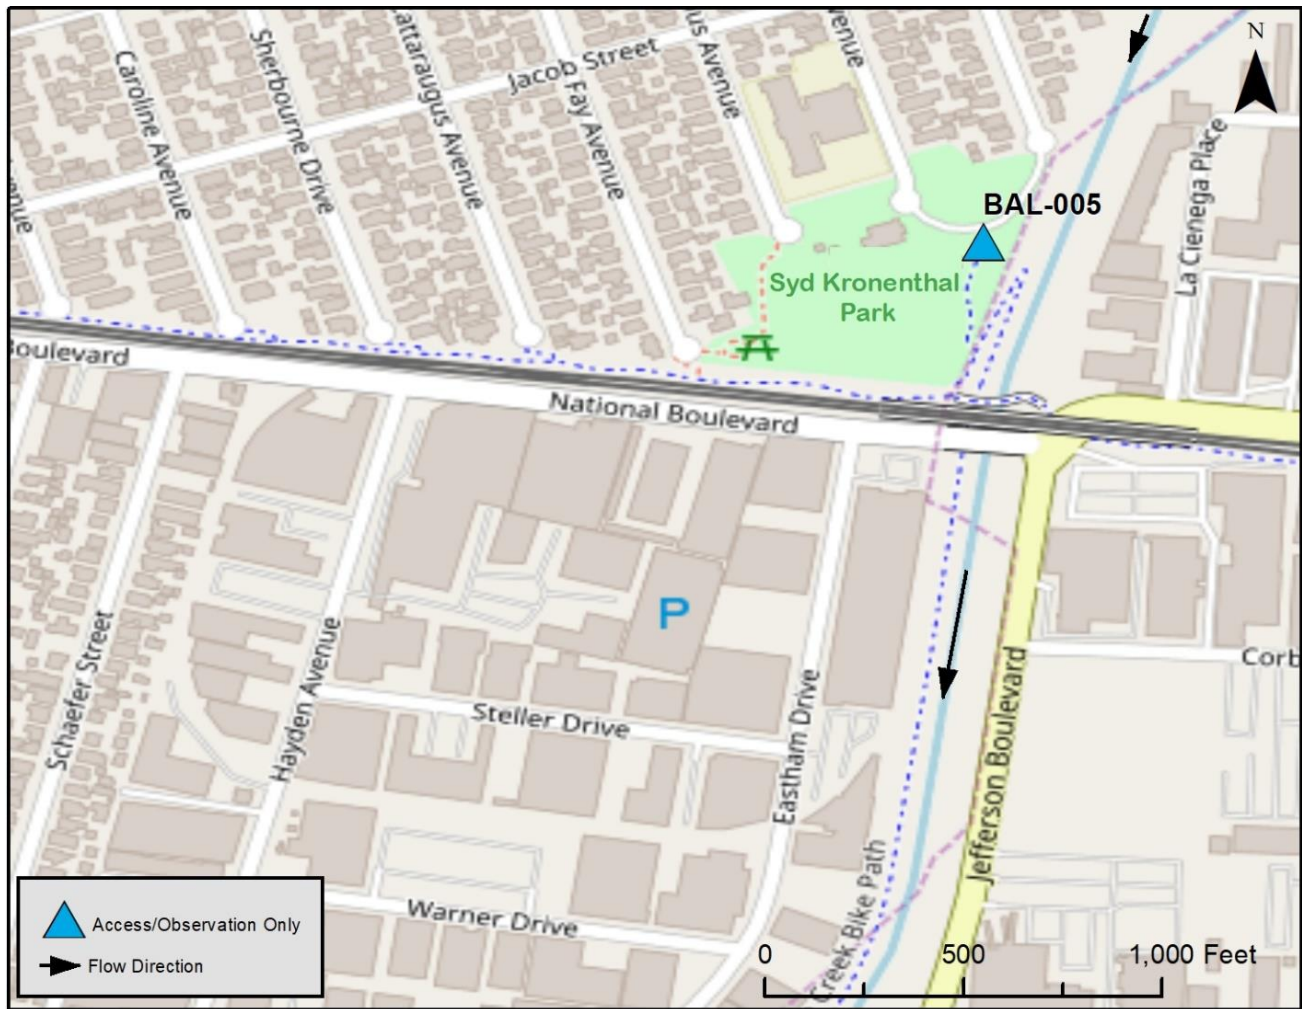 us Avenue
venue
N
Caroline Avenue
Sherbourne Drive
attaraugus Avenue
Jacob Street
Fay Avenue
La Cienega Place
venue
BAL-005
Syd Kronenthal
Park
Boulevard
National Boulevard
P
Schaefer Street
Hayden Avenue
Steller Drive
Eastham Drive
Jefferson Boulevard
Corb
Creek Bike Path
Warner Drive
Access/Observation Only
Flow Direction
0 500 1,000 Feet